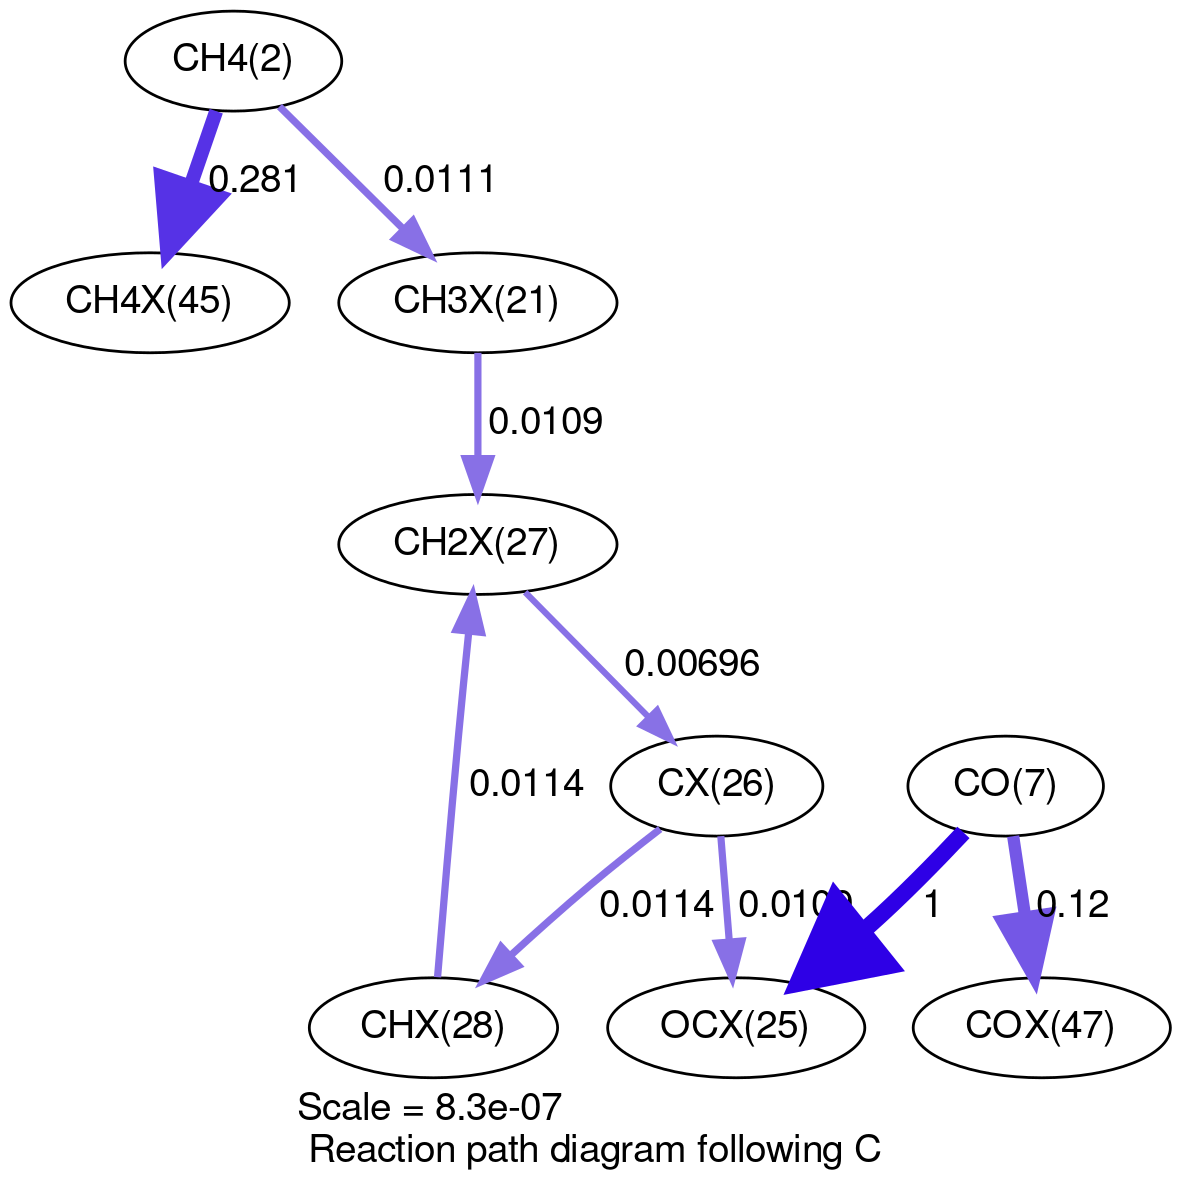 CH4(2)
0.281
0.0111
CH4X(45)
CH3X(21)
0.0109
CH2X(27)
0.00696
CX(26)
CO(7)
0.0114
0.0114
0.0109
1
0.12
CHX(28)
OCX(25)
COX(47)
Scale = 8.3e-07
Reaction path diagram following C